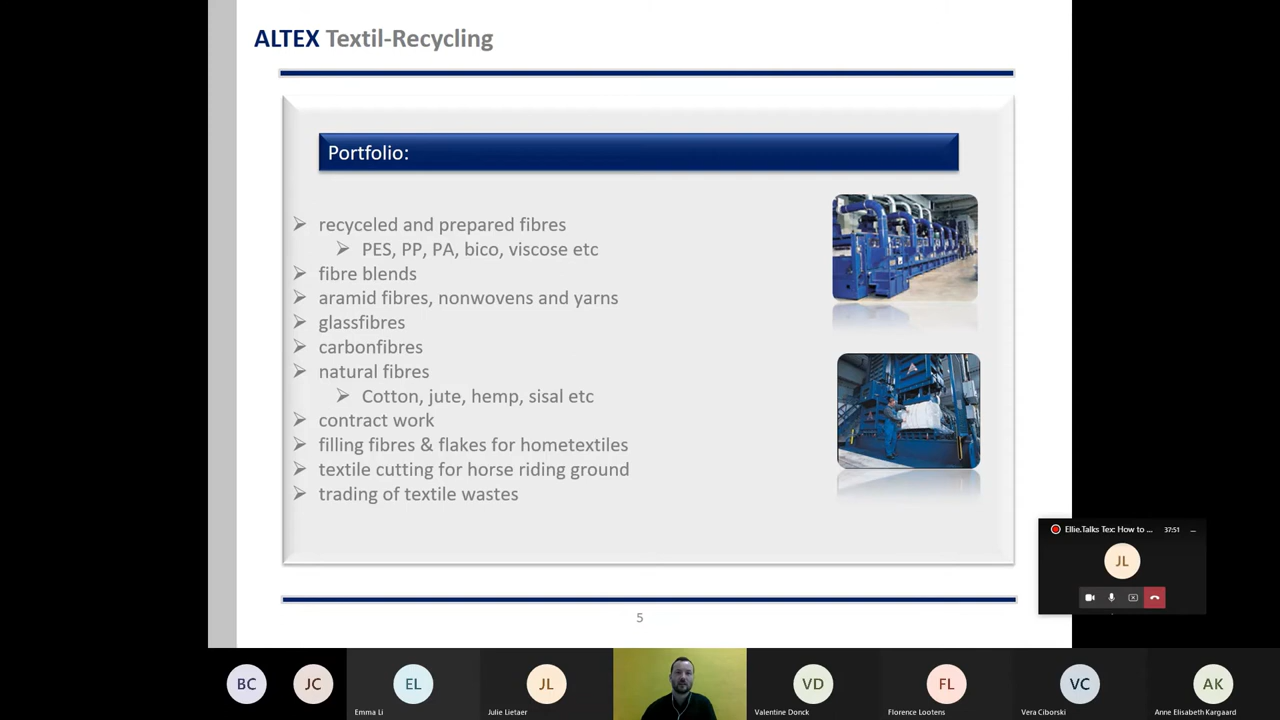 ALTEX Textil-Recycling
Portfolio:
recyceled and prepared fibres
PES, PP, PA, bico, viscose etc
fibre blends
aramid fibres, nonwovens and yarns
glassfibres
carbonfibres
natural fibres
Cotton, jute, hemp, sisal etc
contract work
filling fibres & flakes for hometextiles
textile cutting for horse riding ground
trading of textile wastes
5
Ellie.Talks Tex: How to ... 37:51
JL
BC JC EL JL VD FL VC AK
Emma Li Julie Lietaer Valentine Donck Florence Lootens Vera Ciborski Anne Elisabeth Kargaard